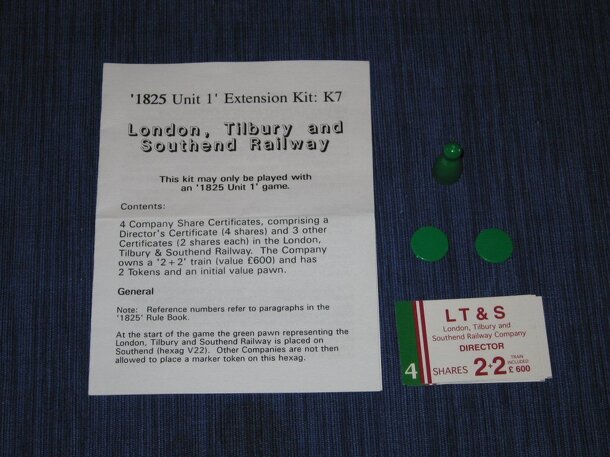 '1825 Unit 1' Extension Kit: K7
London, Tilbury and
Southend Railway
This kit may only be played with
an '1825 Unit 1' game.
Contents:
4 Company Share Certificates, comprising a
Director's Certificate (4 shares) and 3 other
Certificates (2 shares each) in the London,
Tilbury & Southend Railway. The Company
owns a '2+2' train (value £600) and has
2 Tokens and an initial value pawn.
General
Note: Reference numbers refer to paragraphs in the
'1825' Rule Book.
At the start of the game the green pawn representing the
London, Tilbury and Southend Railway is placed on
Southend (hexag V22). Other Companies are not then
allowed to place a marker token on this hexag.
LT & S
London, Tilbury and
Southend Railway Company
DIRECTOR
4 SHARES 2+2 TRAIN INCLUDED £ 600